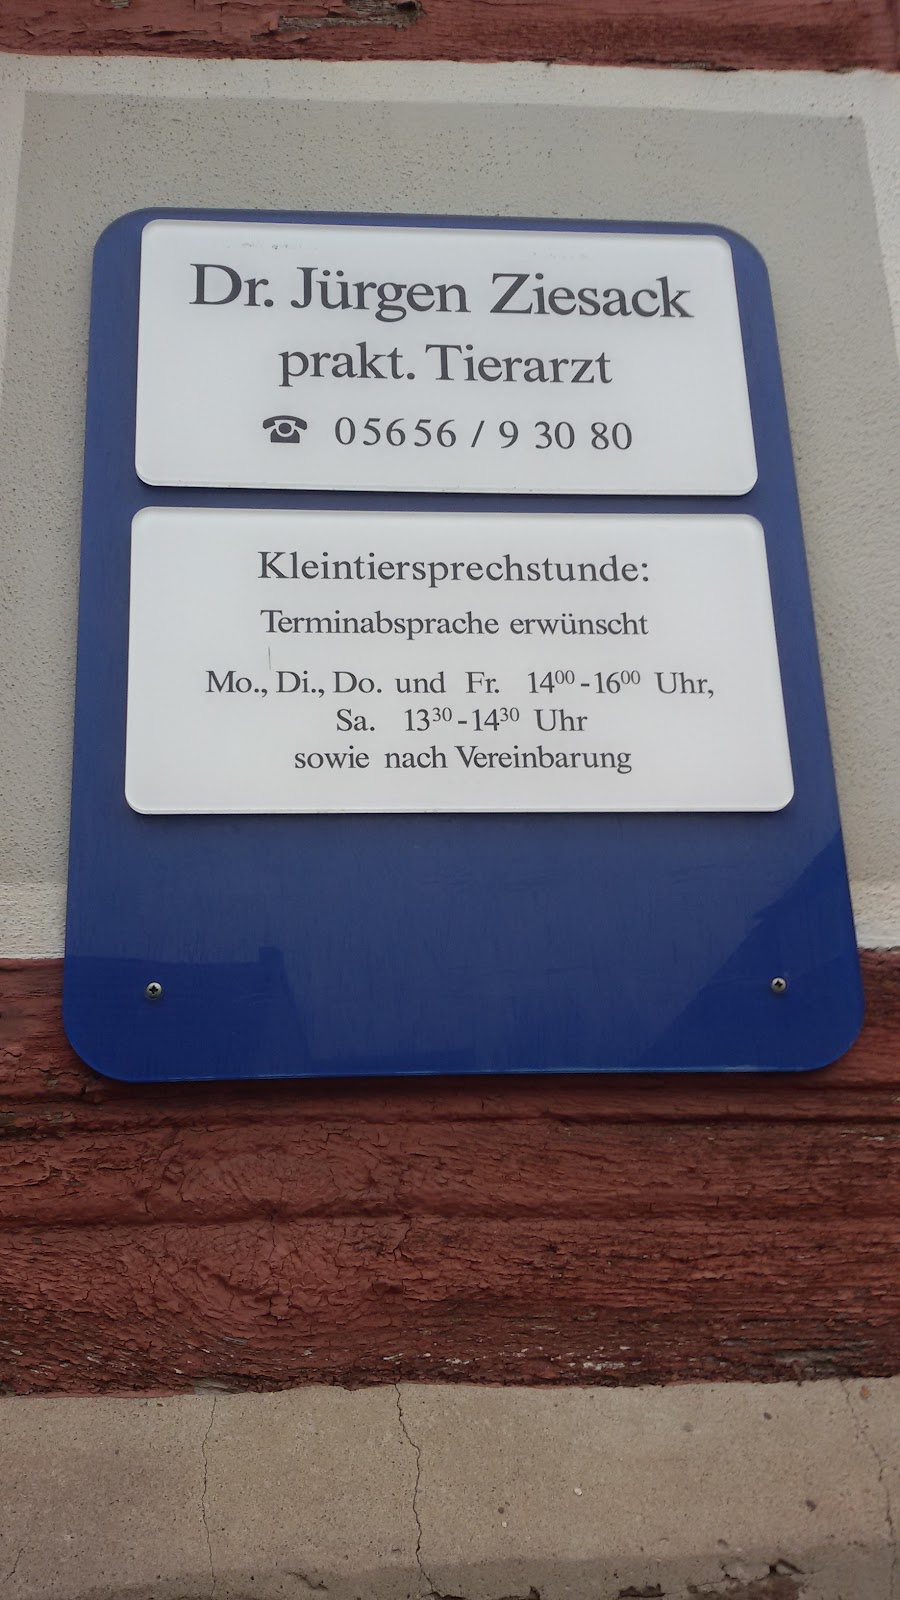 Dr. Jürgen Ziesack
prakt. Tierarzt
☎ 05656 / 9 30 80
Kleintiersprechstunde:
Terminabsprache erwünscht
Mo., Di., Do. und Fr. 14⁰⁰-16⁰⁰ Uhr,
Sa. 13³⁰-14³⁰ Uhr
sowie nach Vereinbarung